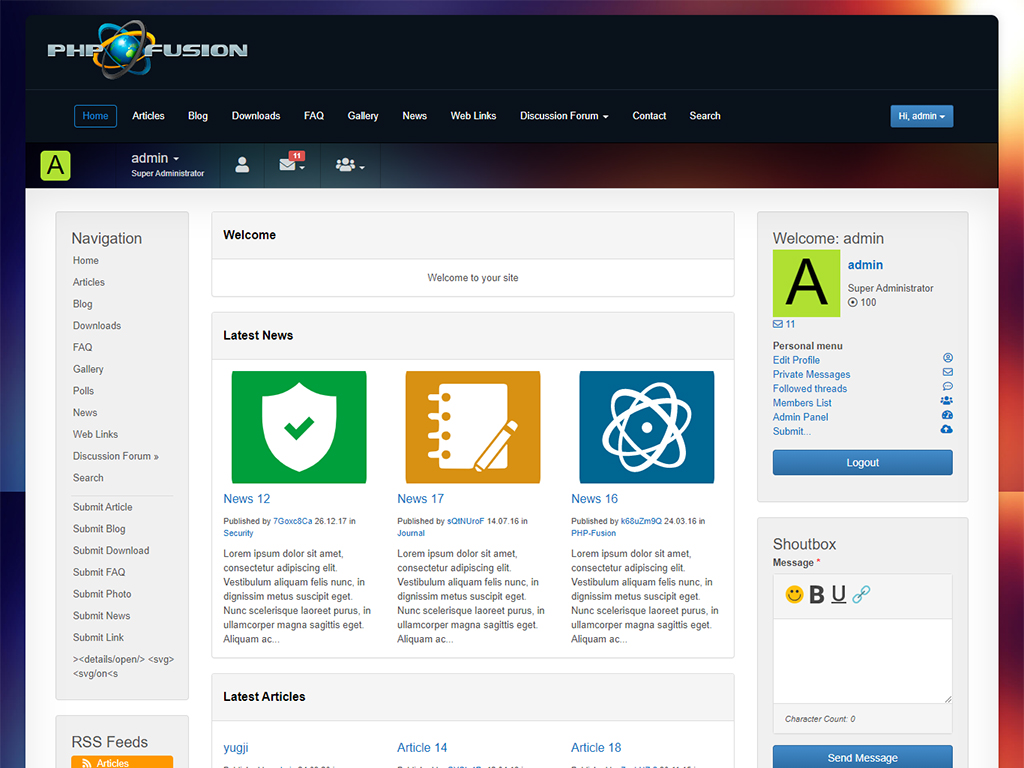 PHP FUSION
Home Articles Blog Downloads FAQ Gallery News Web Links Discussion Forum Contact Search Hi, admin
A
admin
Super Administrator
11
Navigation
Home
Articles
Blog
Downloads
FAQ
Gallery
Polls
News
Web Links
Discussion Forum »
Search
Submit Article
Submit Blog
Submit Download
Submit FAQ
Submit Photo
Submit News
Submit Link
><details/open/> <svg>
<svg/on<s
RSS Feeds
Articles
Welcome
Welcome to your site
Latest News
News 12
Published by 7Goxc8Ca 26.12.17 in
Security
Lorem ipsum dolor sit amet,
consectetur adipiscing elit.
Vestibulum aliquam felis nunc, in
dignissim metus suscipit eget.
Nunc scelerisque laoreet purus, in
ullamcorper magna sagittis eget.
Aliquam ac...
News 17
Published by sQtNUroF 14.07.16 in
Journal
Lorem ipsum dolor sit amet,
consectetur adipiscing elit.
Vestibulum aliquam felis nunc, in
dignissim metus suscipit eget.
Nunc scelerisque laoreet purus, in
ullamcorper magna sagittis eget.
Aliquam ac...
News 16
Published by k68uZm9Q 24.03.16 in
PHP-Fusion
Lorem ipsum dolor sit amet,
consectetur adipiscing elit.
Vestibulum aliquam felis nunc, in
dignissim metus suscipit eget.
Nunc scelerisque laoreet purus, in
ullamcorper magna sagittis eget.
Aliquam ac...
Latest Articles
yugji
Article 14
Article 18
Welcome: admin
A
admin
Super Administrator
100
11
Personal menu
Edit Profile
Private Messages
Followed threads
Members List
Admin Panel
Submit...
Logout
Shoutbox
Message *
B U
Character Count: 0
Send Message